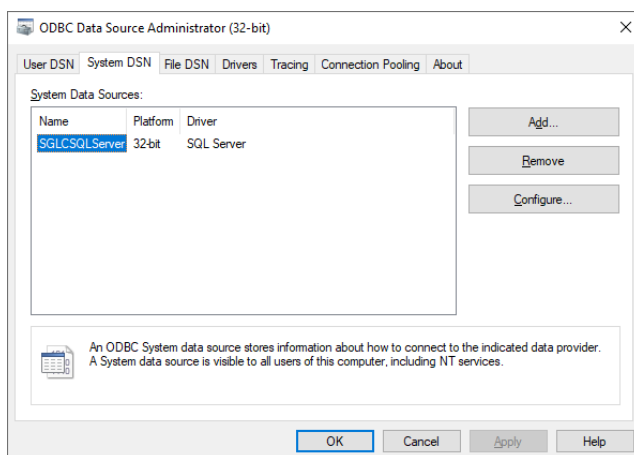 ODBC Data Source Administrator (32-bit)
User DSN System DSN File DSN Drivers Tracing Connection Pooling About
System Data Sources:
Name Platform Driver
SGLCSQLServer 32-bit SQL Server
Add...
Remove
Configure...
An ODBC System data source stores information about how to connect to the indicated data provider.
A System data source is visible to all users of this computer, including NT services.
OK Cancel Apply Help